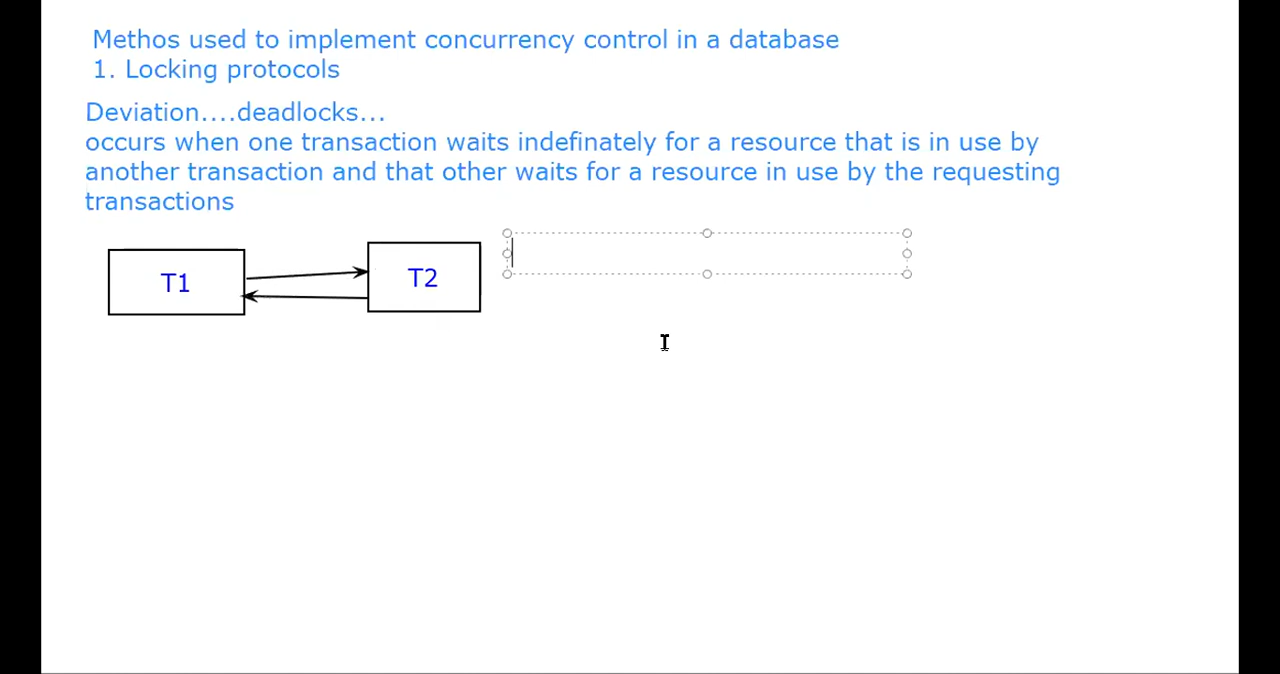 Methos used to implement concurrency control in a database
1. Locking protocols
Deviation....deadlocks...
occurs when one transaction waits indefinately for a resource that is in use by
another transaction and that other waits for a resource in use by the requesting
transactions
T1
T2